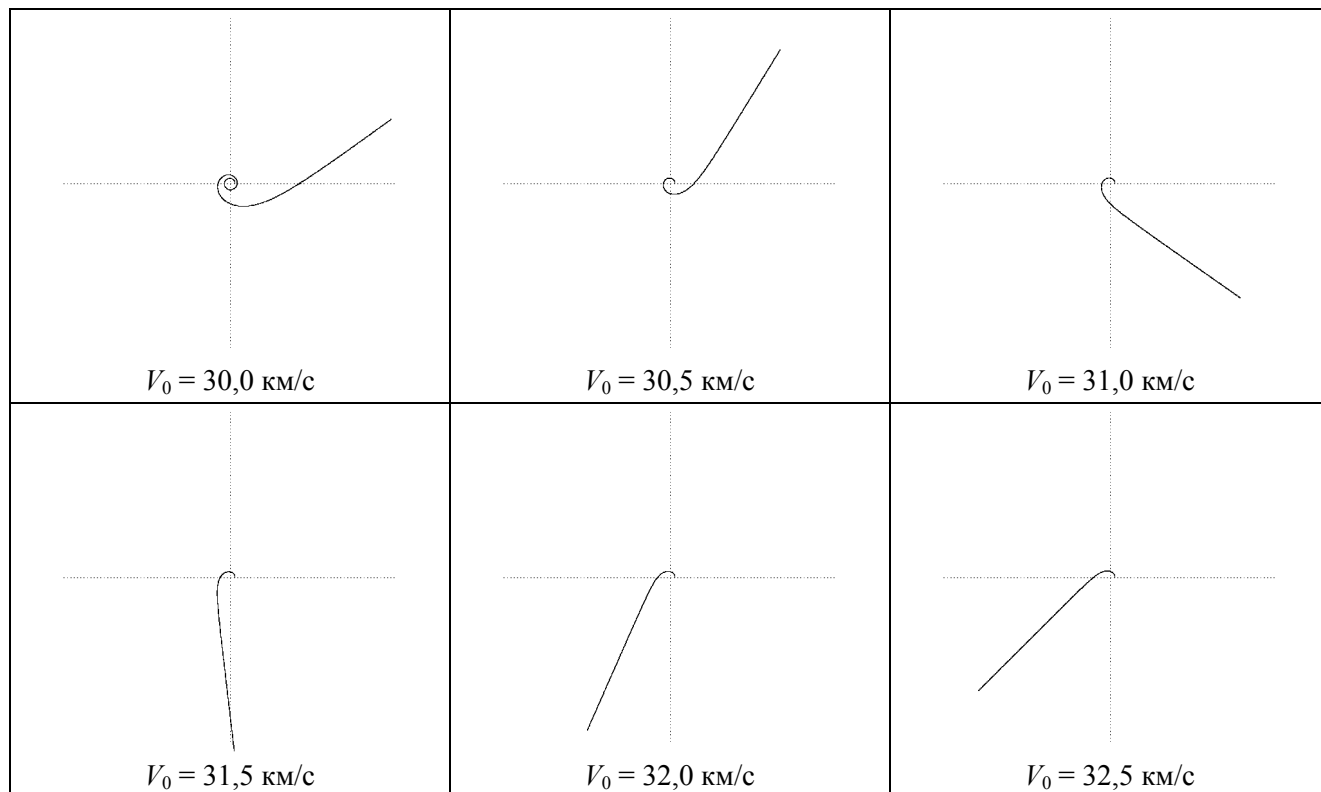 V₀ = 30,0 км/с
V₀ = 30,5 км/с
V₀ = 31,0 км/с
V₀ = 31,5 км/с
V₀ = 32,0 км/с
V₀ = 32,5 км/с